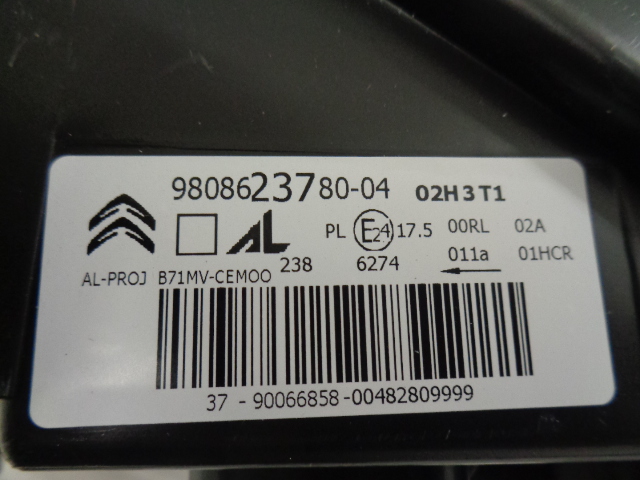 9808623780-04 02H3T1
AL PL E24 17.5 00RL 02A
238 6274 011a 01HCR
AL-PROJ B71MV-CEMOO
37 - 90066858-00482809999